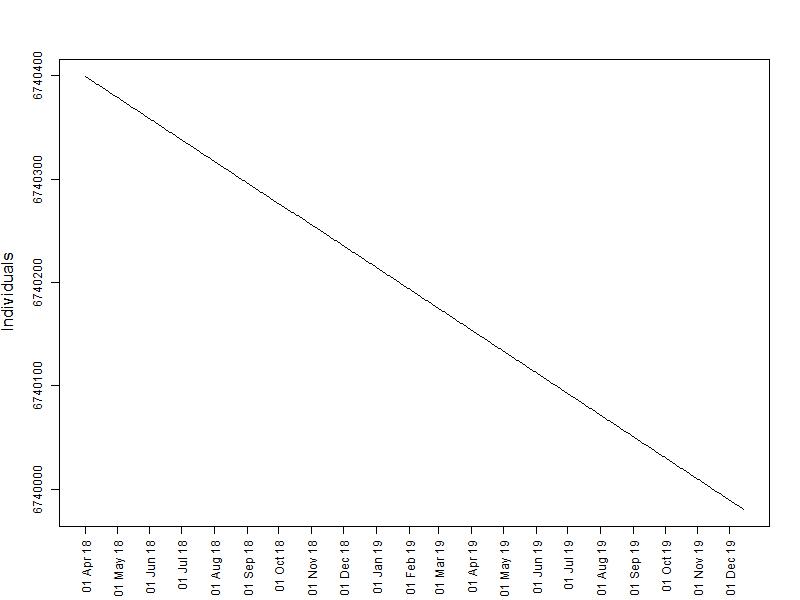 Individuals
6740400
6740300
6740200
6740100
6740000
01 Apr 18
01 May 18
01 Jun 18
01 Jul 18
01 Aug 18
01 Sep 18
01 Oct 18
01 Nov 18
01 Dec 18
01 Jan 19
01 Feb 19
01 Mar 19
01 Apr 19
01 May 19
01 Jun 19
01 Jul 19
01 Aug 19
01 Sep 19
01 Oct 19
01 Nov 19
01 Dec 19